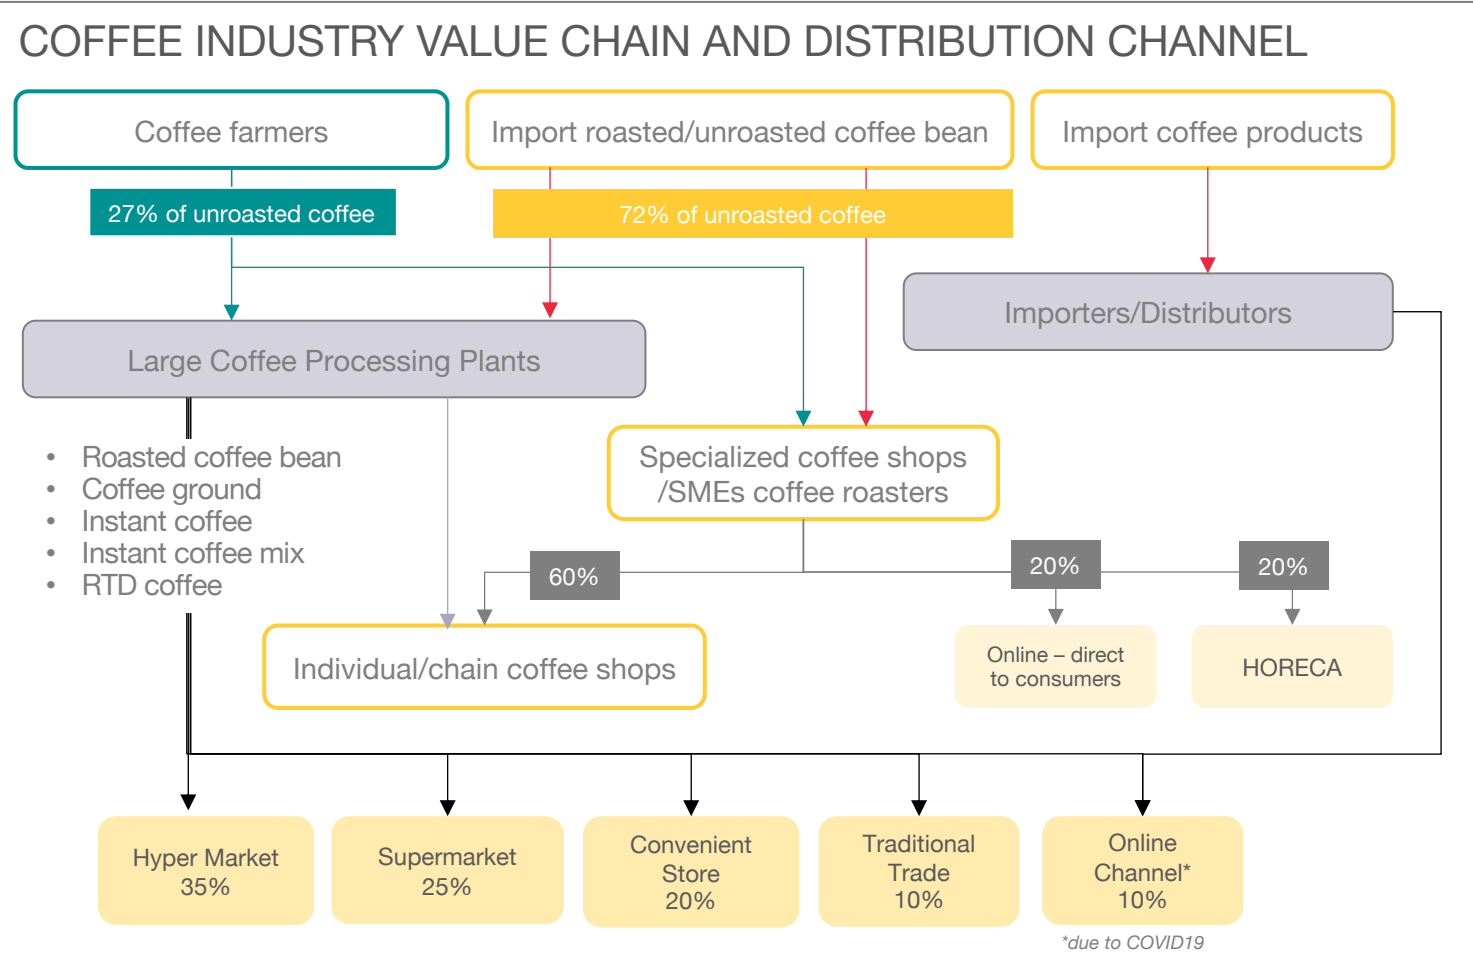 COFFEE INDUSTRY VALUE CHAIN AND DISTRIBUTION CHANNEL
Coffee farmers
Import roasted/unroasted coffee bean
Import coffee products
27% of unroasted coffee
72% of unroasted coffee
Importers/Distributors
Large Coffee Processing Plants
• Roasted coffee bean
• Coffee ground
• Instant coffee
• Instant coffee mix
• RTD coffee
Specialized coffee shops
/SMEs coffee roasters
60%
20%
20%
Individual/chain coffee shops
Online – direct
to consumers
HORECA
Hyper Market
35%
Supermarket
25%
Convenient
Store
20%
Traditional
Trade
10%
Online
Channel*
10%
*due to COVID19